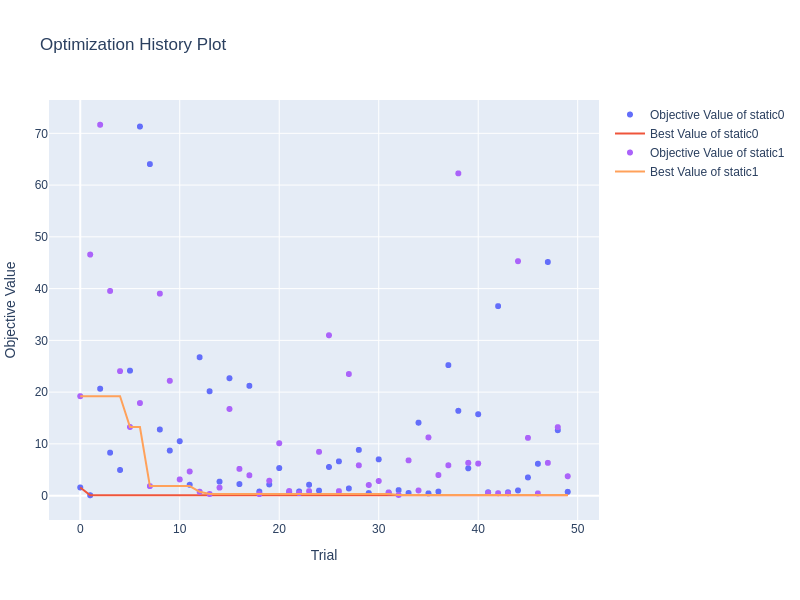 Optimization History Plot
Objective Value of static0
Best Value of static0
Objective Value of static1
Best Value of static1
Objective Value
70
60
50
40
30
20
10
0
0 10 20 30 40 50
Trial